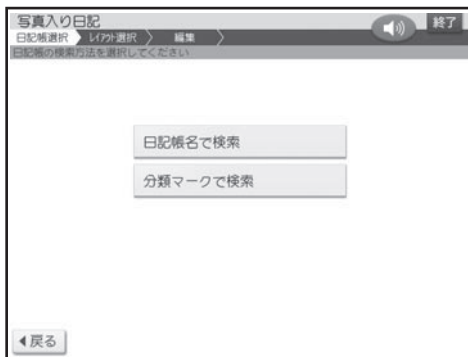 写真入り日記
終了
日記帳選択 ﾚｲｱｳﾄ選択 編集
日記帳の検索方法を選択してください
日記帳名で検索
分類マークで検索
戻る